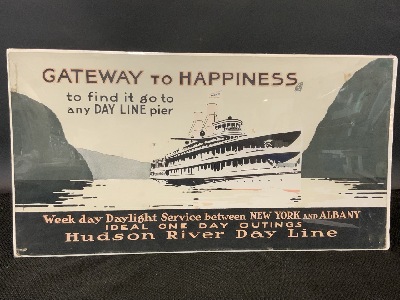 GATEWAY TO HAPPINESS
to find it go to
any DAY LINE pier
Week day Daylight Service between NEW YORK AND ALBANY
IDEAL ONE DAY OUTINGS
Hudson River Day Line